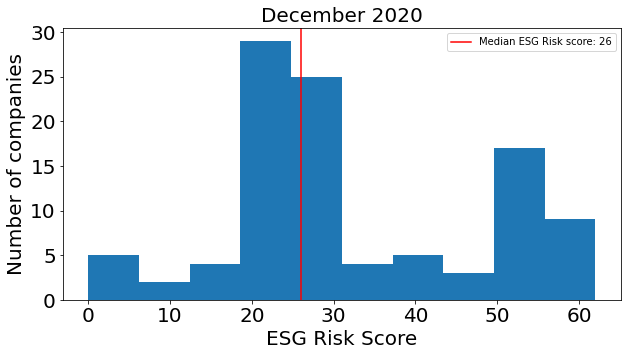 December 2020
Median ESG Risk score: 26
Number of companies
30
25
20
15
10
5
0
0 10 20 30 40 50 60
ESG Risk Score